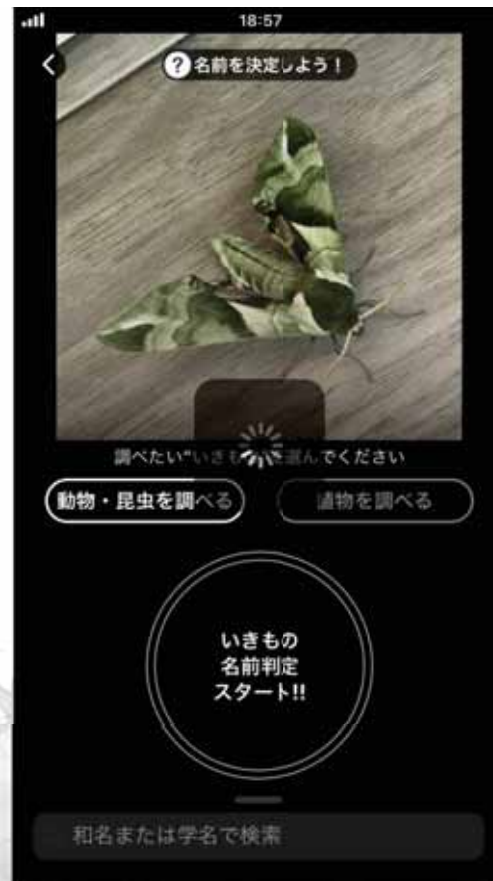 18:57
? 名前を決定しよう！
調べたい"いきもの"を選んでください
動物・昆虫を調べる
植物を調べる
いきもの
名前判定
スタート!!
和名または学名で検索